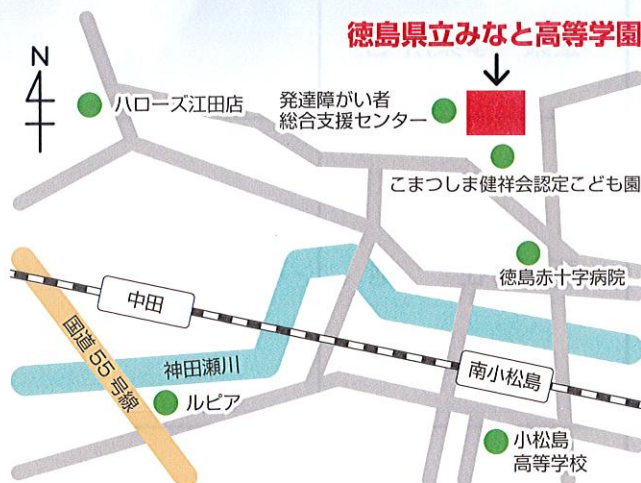 徳島県立みなと高等学園
N
ハローズ江田店
発達障がい者
総合支援センター
こまつしま健祥会認定こども園
徳島赤十字病院
中田
国道55号線
神田瀬川
南小松島
ルピア
小松島
高等学校